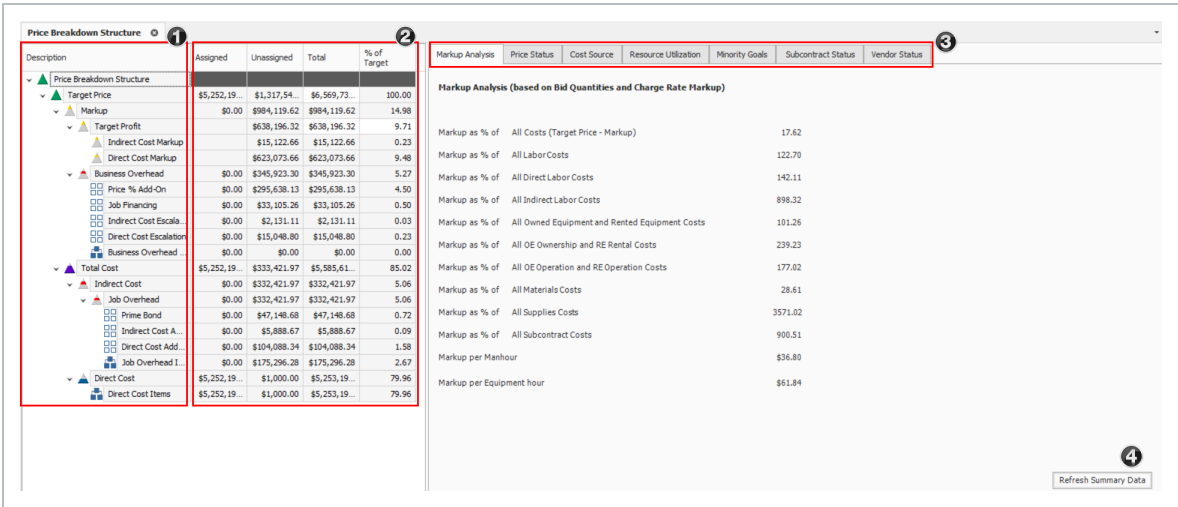 Price Breakdown Structure
1
2
3
Description Assigned Unassigned Total % of Target
Price Breakdown Structure
Target Price $5,252,19... $1,317,54... $6,569,73... 100.00
Markup $0.00 $984,119.62 $984,119.62 14.98
Target Profit $638,196.32 $638,196.32 9.71
Indirect Cost Markup $15,122.66 $15,122.66 0.23
Direct Cost Markup $623,073.66 $623,073.66 9.48
Business Overhead $0.00 $345,923.30 $345,923.30 5.27
Price % Add-On $0.00 $295,638.13 $295,638.13 4.50
Job Financing $0.00 $33,105.26 $33,105.26 0.50
Indirect Cost Escala... $0.00 $2,131.11 $2,131.11 0.03
Direct Cost Escalation $0.00 $15,048.80 $15,048.80 0.23
Business Overhead ... $0.00 $0.00 $0.00 0.00
Total Cost $5,252,19... $333,421.97 $5,585,61... 85.02
Indirect Cost $0.00 $332,421.97 $332,421.97 5.06
Job Overhead $0.00 $332,421.97 $332,421.97 5.06
Prime Bond $0.00 $47,148.68 $47,148.68 0.72
Indirect Cost A... $0.00 $5,888.67 $5,888.67 0.09
Direct Cost Add... $0.00 $104,088.34 $104,088.34 1.58
Job Overhead I... $0.00 $175,296.28 $175,296.28 2.67
Direct Cost $5,252,19... $1,000.00 $5,253,19... 79.96
Direct Cost Items $5,252,19... $1,000.00 $5,253,19... 79.96
Markup Analysis Price Status Cost Source Resource Utilization Minority Goals Subcontract Status Vendor Status
Markup Analysis (based on Bid Quantities and Charge Rate Markup)
Markup as % of All Costs (Target Price - Markup) 17.62
Markup as % of All Labor Costs 122.70
Markup as % of All Direct Labor Costs 142.11
Markup as % of All Indirect Labor Costs 898.32
Markup as % of All Owned Equipment and Rented Equipment Costs 101.26
Markup as % of All OE Ownership and RE Rental Costs 239.23
Markup as % of All OE Operation and RE Operation Costs 177.02
Markup as % of All Materials Costs 28.61
Markup as % of All Supplies Costs 3571.02
Markup as % of All Subcontract Costs 900.51
Markup per Manhour $36.80
Markup per Equipment hour $61.84
4
Refresh Summary Data